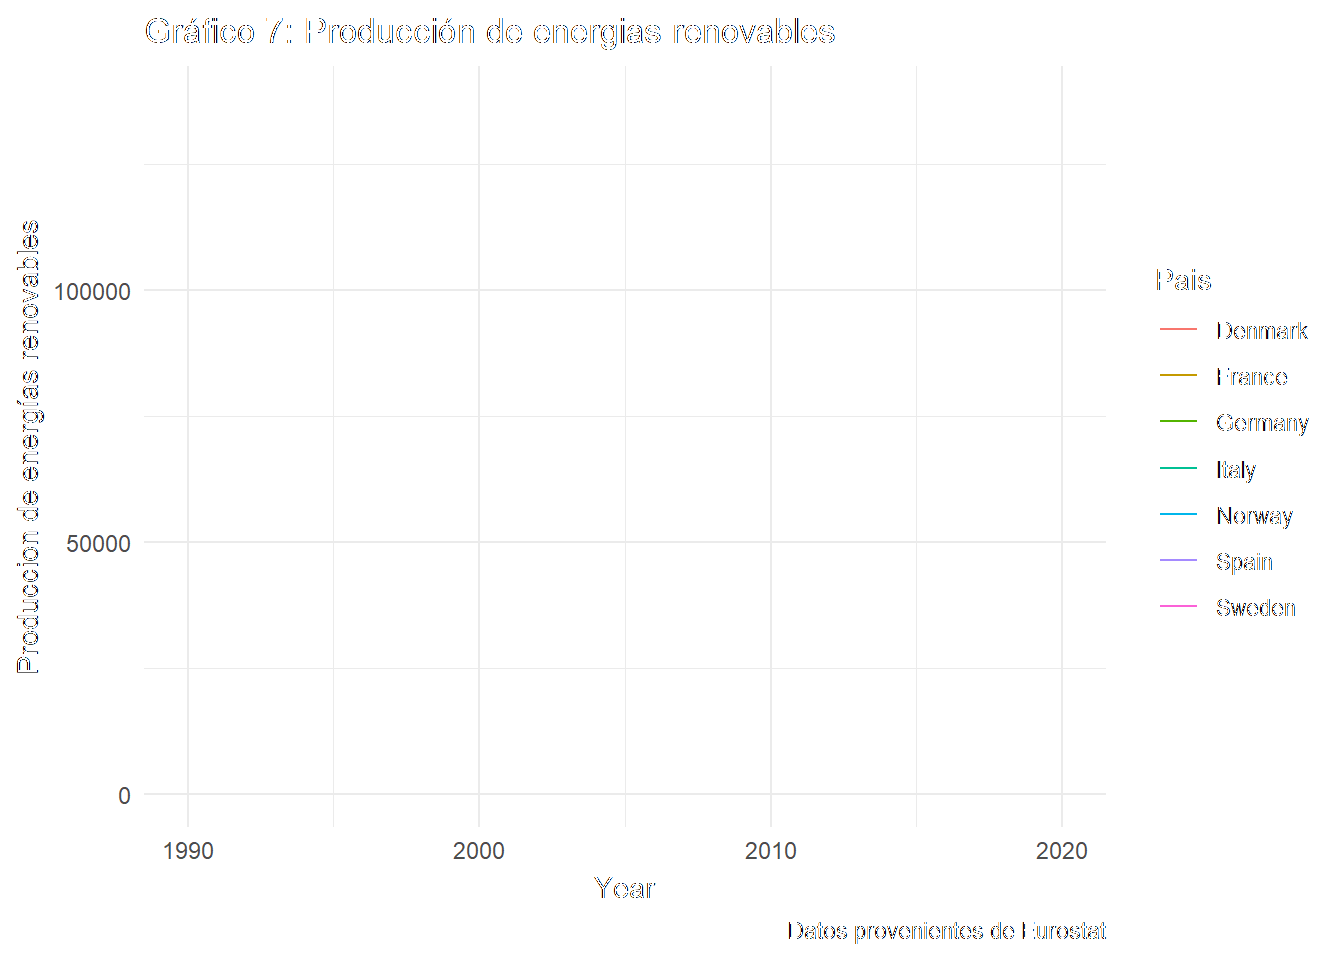 Gráfico 7: Producción de energias renovables
Produccion de energías renovables
100000
50000
0
1990
2000
2010
2020
Year
Pais
Denmark
France
Germany
Italy
Norway
Spain
Sweden
Datos provenientes de Eurostat